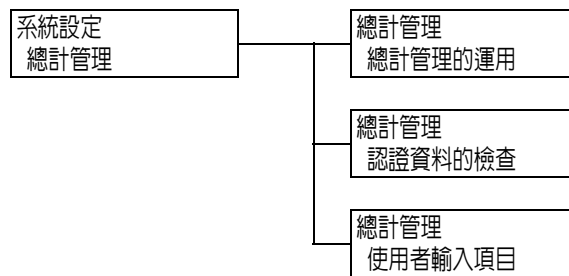 系統設定
總計管理
總計管理
總計管理的運用
總計管理
認證資料的檢查
總計管理
使用者輸入項目